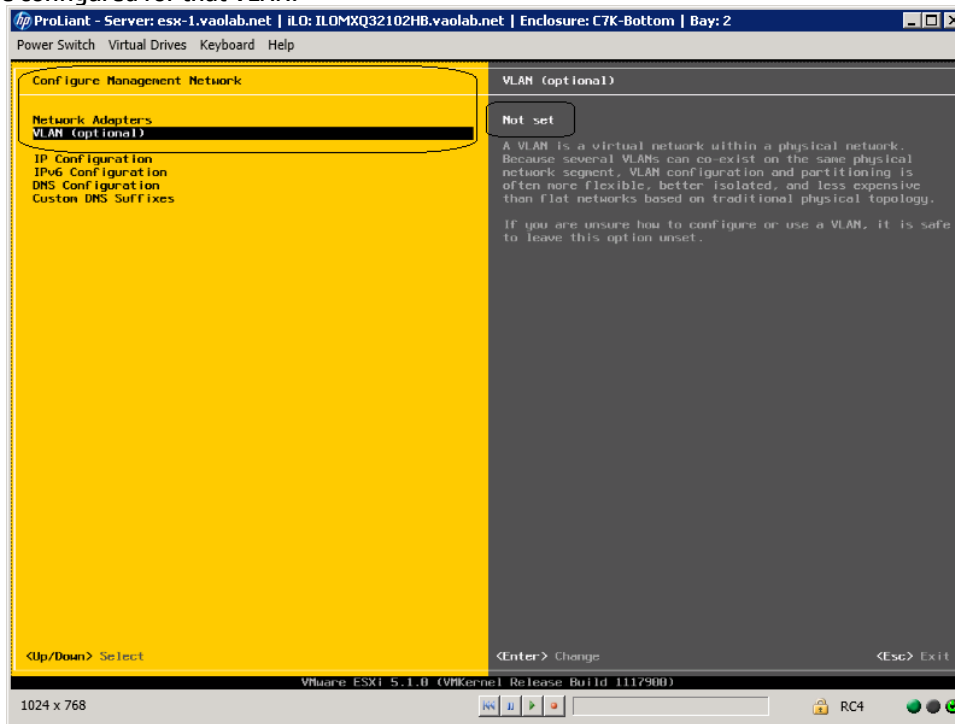 configured for that VLAN.
ProLiant - Server: esx-1.vaolab.net | iLO: ILOMXQ32102HB.vaolab.net | Enclosure: C7K-Bottom | Bay: 2
Power Switch Virtual Drives Keyboard Help
Configure Management Network
VLAN (optional)
Network Adapters
VLAN (optional)
IP Configuration
IPv6 Configuration
DNS Configuration
Custom DNS Suffixes
Not set
A VLAN is a virtual network within a physical network.
Because several VLANs can co-exist on the same physical
network segment, VLAN configuration and partitioning is
often more flexible, better isolated, and less expensive
than flat networks based on traditional physical topology.
If you are unsure how to configure or use a VLAN, it is safe
to leave this option unset.
<Up/Down> Select
<Enter> Change
<Esc> Exit
VMware ESXi 5.1.0 (VMKernel Release Build 1117900)
1024 x 768
RC4